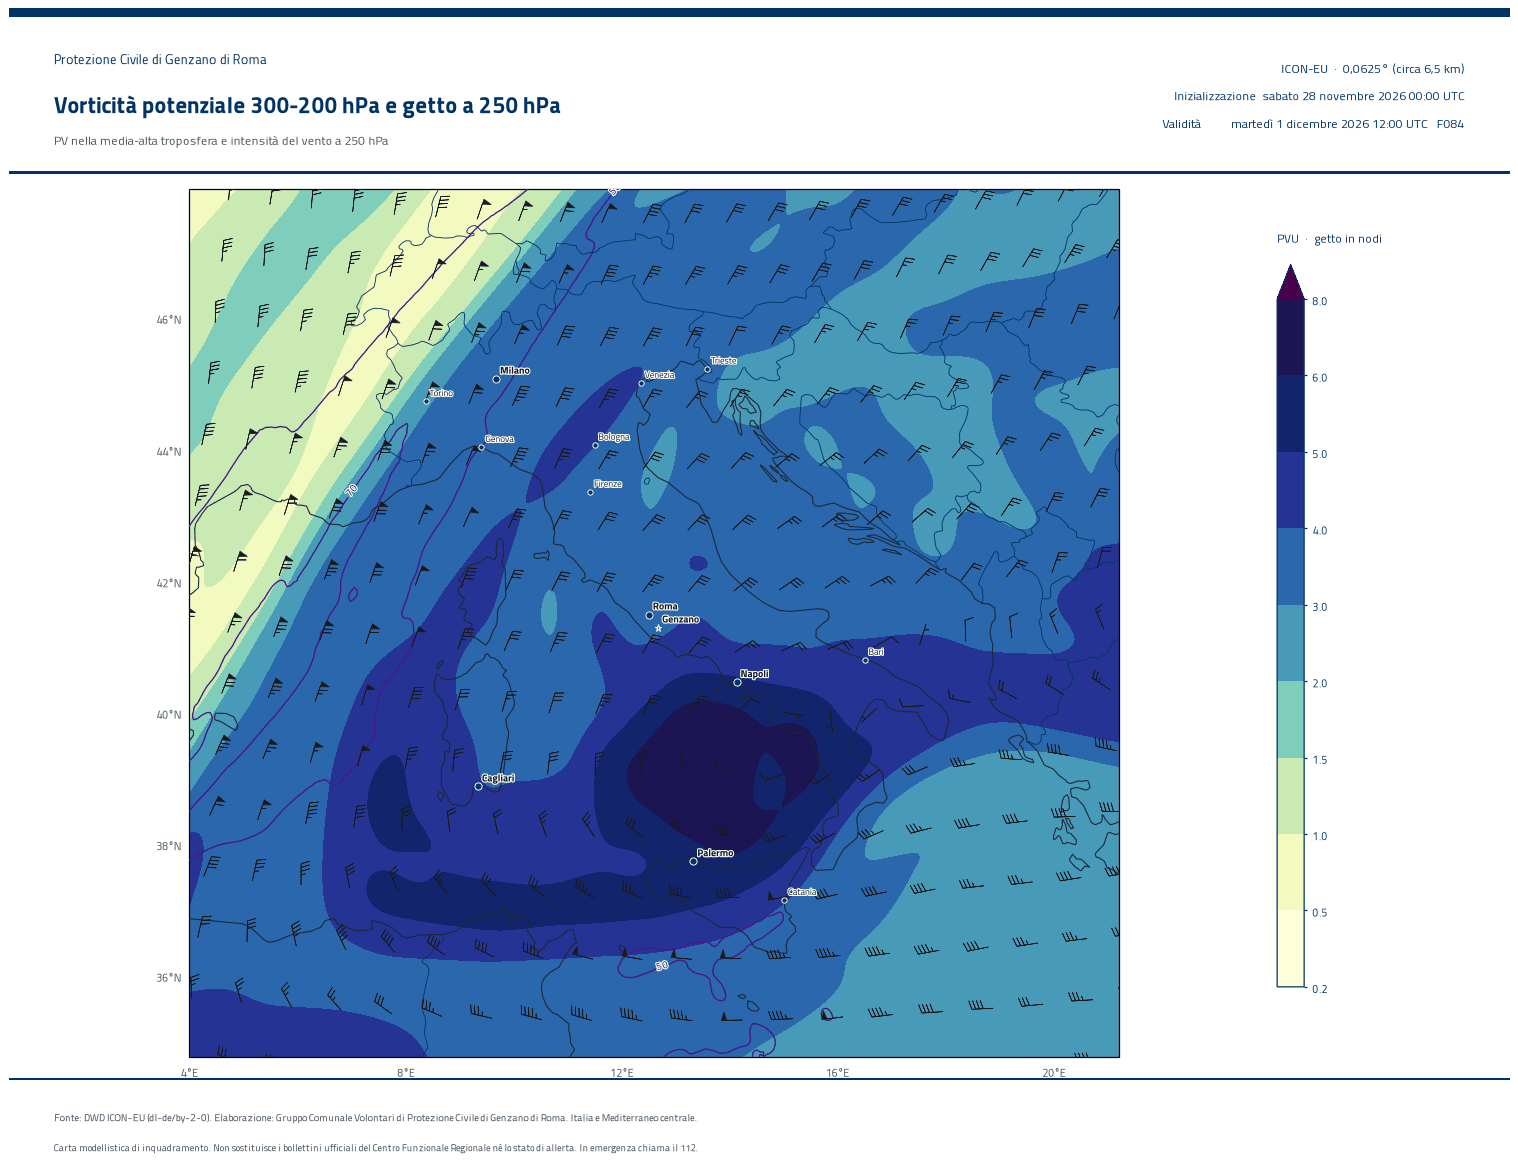 Protezione Civile di Genzano di Roma
Vorticità potenziale 300-200 hPa e getto a 250 hPa
PV nella media-alta troposfera e intensità del vento a 250 hPa
ICON-EU · 0,0625° (circa 6,5 km)
Inizializzazione sabato 28 novembre 2026 00:00 UTC
Validità martedì 1 dicembre 2026 12:00 UTC F084
PVU · getto in nodi
8.0
6.0
5.0
4.0
3.0
2.0
1.5
1.0
0.5
0.2
46°N
44°N
42°N
40°N
38°N
36°N
4°E
8°E
12°E
16°E
20°E
Trieste
Milano
Venezia
Torino
Genova
Bologna
Firenze
70
Roma
Genzano
Bari
Napoli
Cagliari
Palermo
Catania
50
Fonte: DWD ICON-EU (dl-de/by-2-0). Elaborazione: Gruppo Comunale Volontari di Protezione Civile di Genzano di Roma. Italia e Mediterraneo centrale.
Carta modellistica di inquadramento. Non sostituisce i bollettini ufficiali del Centro Funzionale Regionale né lo stato di allerta. In emergenza chiama il 112.